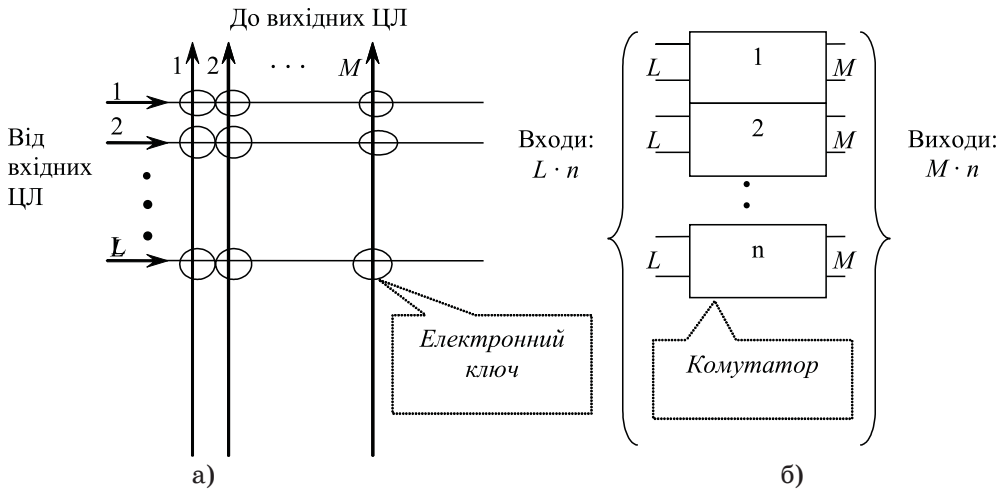 До вихідних ЦЛ
1 2 · · · M
1
2
Від
вхідних
ЦЛ
L
Електронний
ключ
а)
L 1 M
L 2 M
Входи:
L · n
Виходи:
M · n
L n M
Комутатор
б)